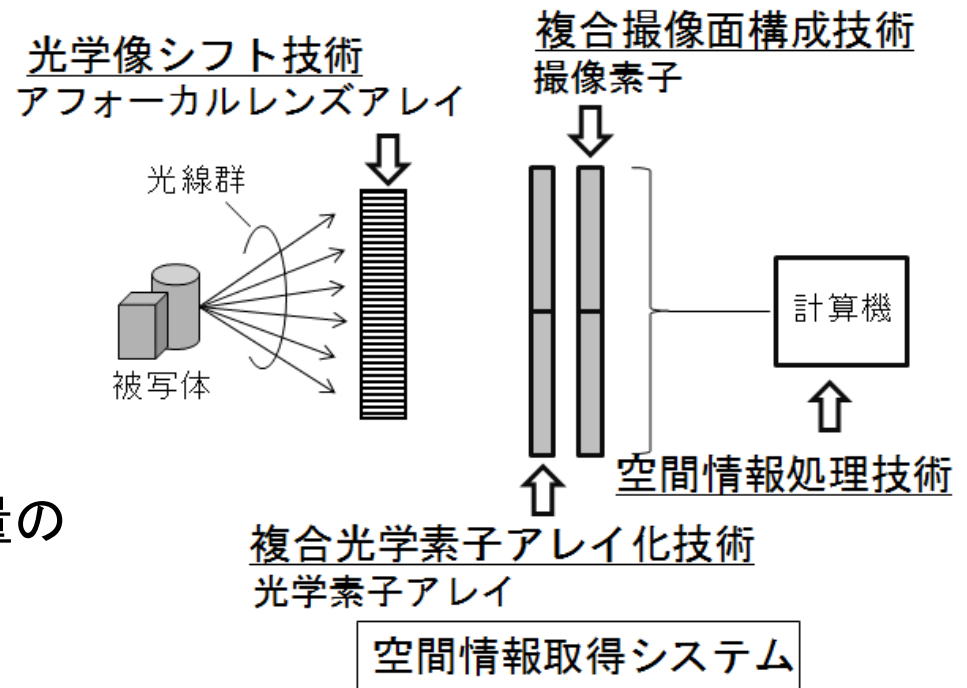 光学像シフト技術
アフォーカルレンズアレイ
複合撮像面構成技術
撮像素子
光線群
被写体
計算機
空間情報処理技術
量の
複合光学素子アレイ化技術
光学素子アレイ
空間情報取得システム